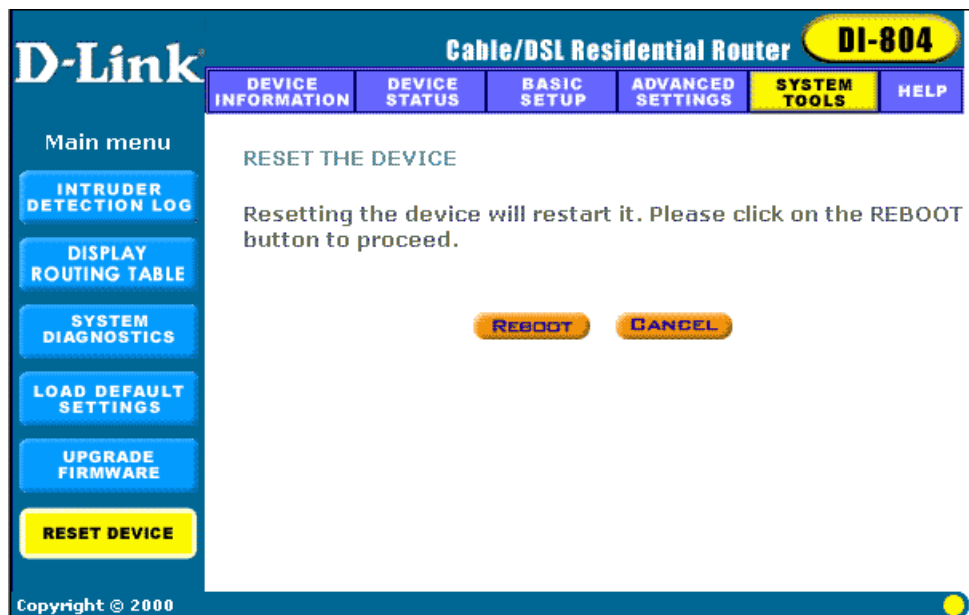 D-Link
Cable/DSL Residential Router
DI-804
DEVICE INFORMATION
DEVICE STATUS
BASIC SETUP
ADVANCED SETTINGS
SYSTEM TOOLS
HELP
Main menu
INTRUDER
DETECTION LOG
DISPLAY
ROUTING TABLE
SYSTEM
DIAGNOSTICS
LOAD DEFAULT
SETTINGS
UPGRADE
FIRMWARE
RESET DEVICE
RESET THE DEVICE
Resetting the device will restart it. Please click on the REBOOT
button to proceed.
REBOOT
CANCEL
Copyright © 2000